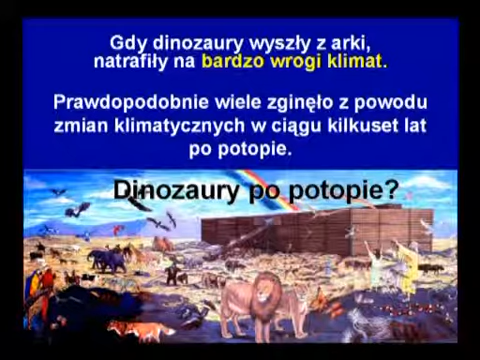 Gdy dinozaury wyszły z arki,
natrafiły na bardzo wrogi klimat.
Prawdopodobnie wiele zginęło z powodu
zmian klimatycznych w ciągu kilkuset lat
po potopie.
Dinozaury po potopie?